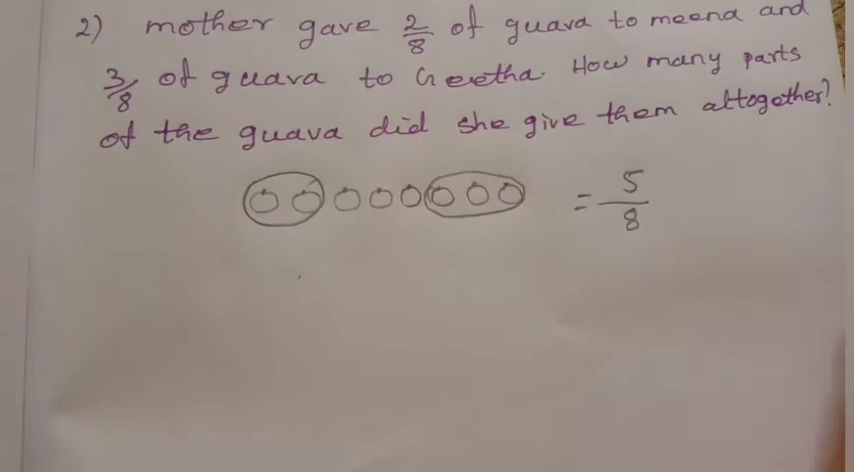 2) mother gave 2/8 of guava to meena and
3/8 of guava to Geetha. How many parts
of the guava did she give them altogether?
= 5/8